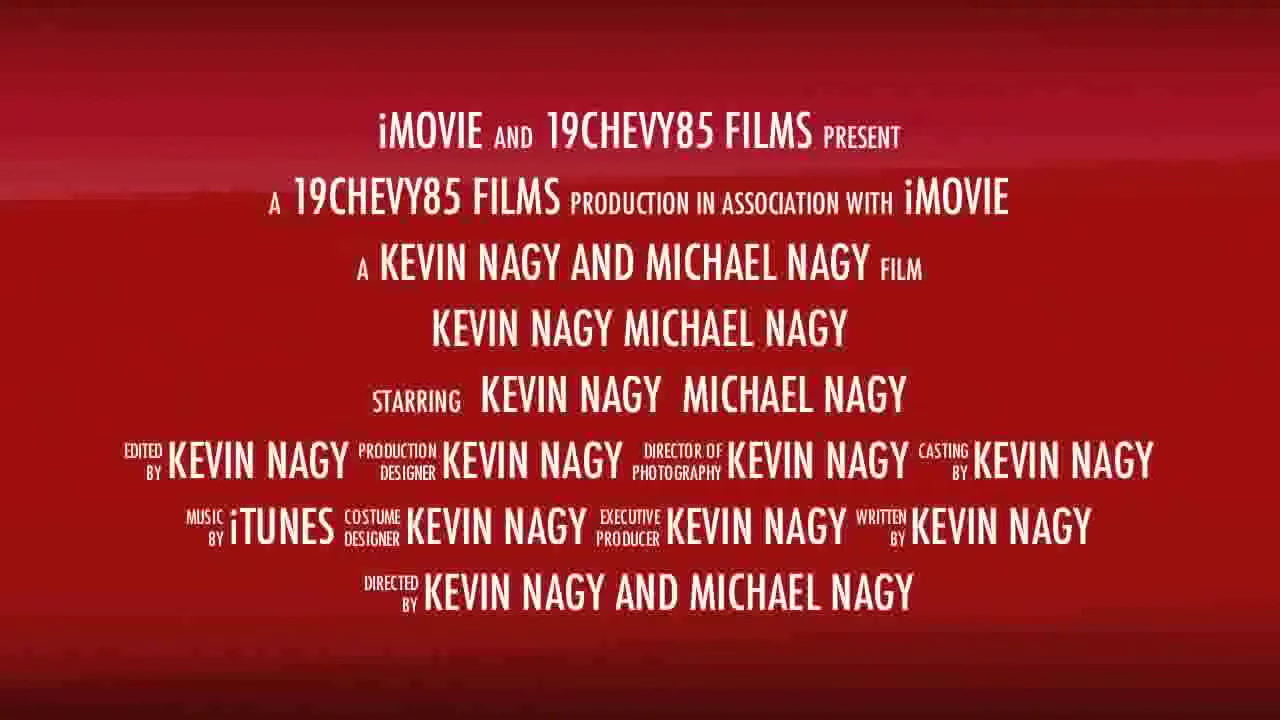 iMOVIE AND 19CHEVY85 FILMS PRESENT
A 19CHEVY85 FILMS PRODUCTION IN ASSOCIATION WITH iMOVIE
A KEVIN NAGY AND MICHAEL NAGY FILM
KEVIN NAGY MICHAEL NAGY
STARRING KEVIN NAGY MICHAEL NAGY
EDITED BY KEVIN NAGY PRODUCTION DESIGNER KEVIN NAGY DIRECTOR OF PHOTOGRAPHY KEVIN NAGY CASTING BY KEVIN NAGY
MUSIC BY iTUNES COSTUME DESIGNER KEVIN NAGY EXECUTIVE PRODUCER KEVIN NAGY WRITTEN BY KEVIN NAGY
DIRECTED BY KEVIN NAGY AND MICHAEL NAGY